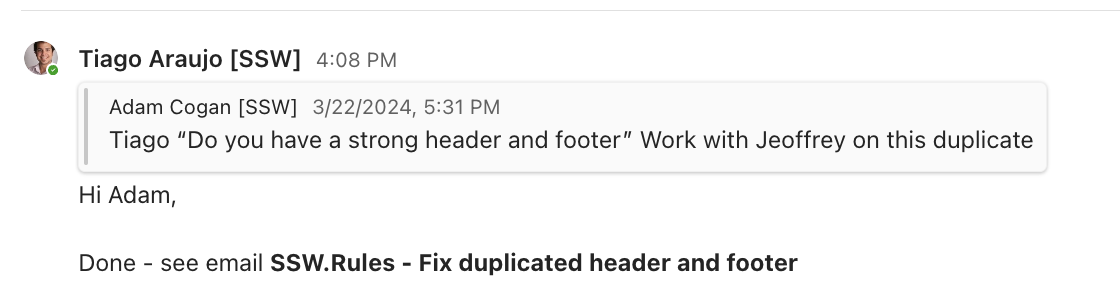 Tiago Araujo [SSW] 4:08 PM
Adam Cogan [SSW] 3/22/2024, 5:31 PM
Tiago “Do you have a strong header and footer” Work with Jeoffrey on this duplicate
Hi Adam,
Done - see email SSW.Rules - Fix duplicated header and footer